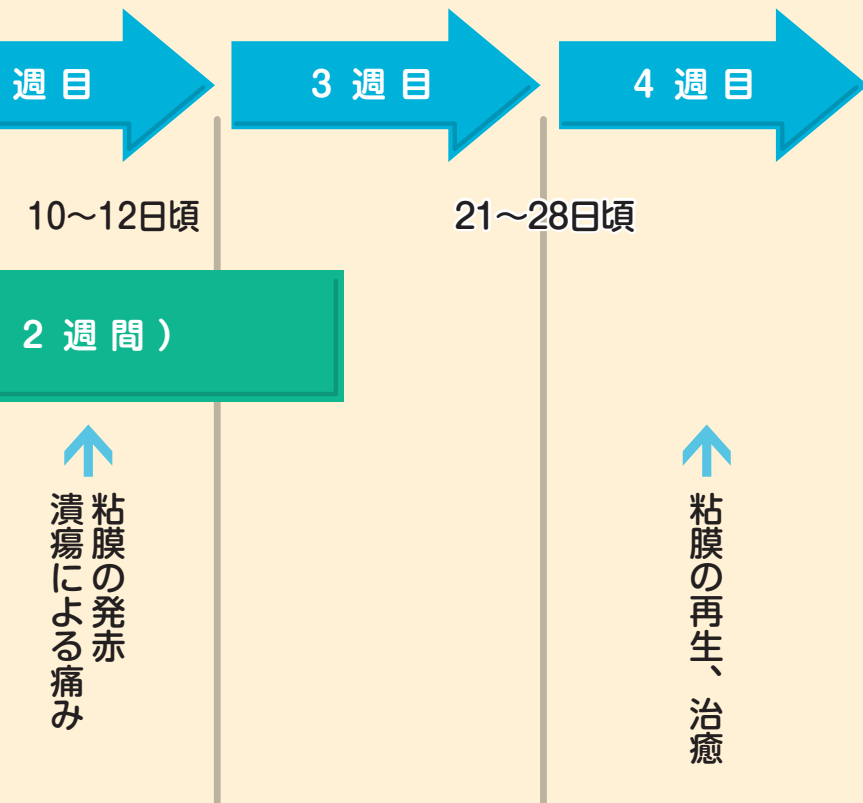 週目
3週目
4週目
10～12日頃
21～28日頃
2週間）
粘膜の発赤
潰瘍による痛み
粘膜の再生、治癒